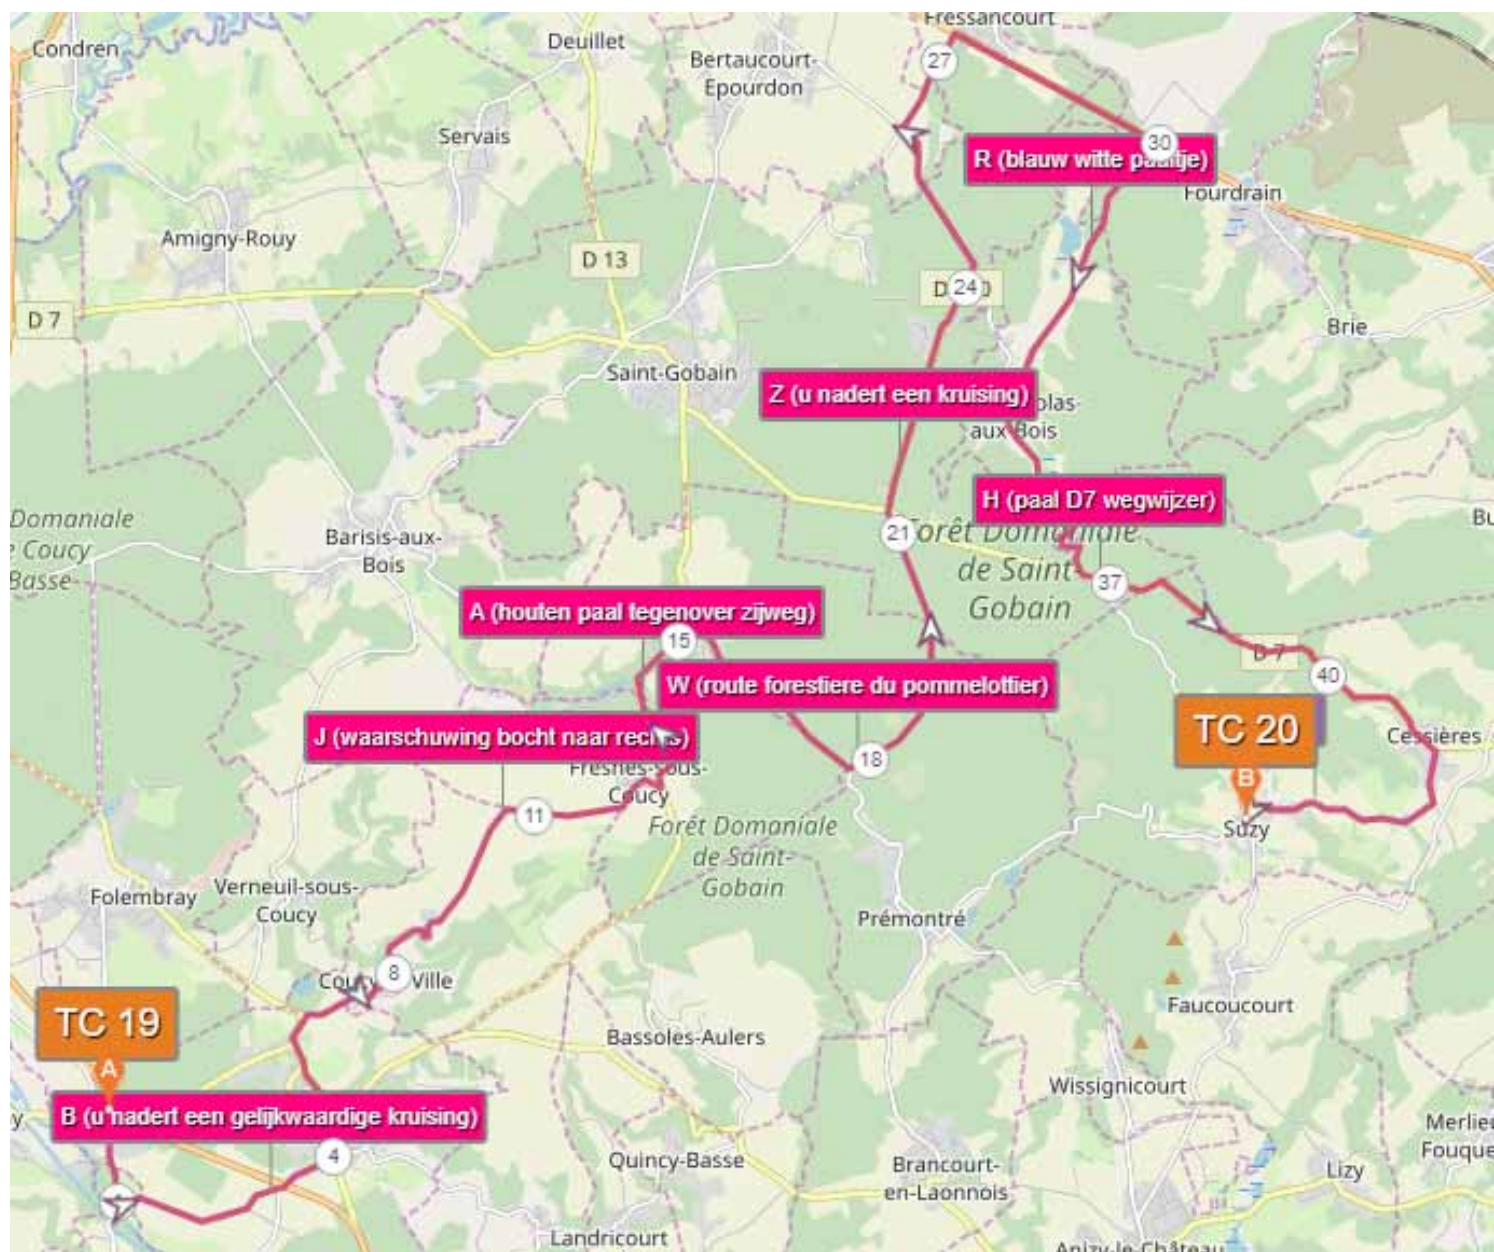 Fressancourt
Condren
Deuillet
27
Bertaucourt-
Epourdon
Servais
30
R (blauw witte
Fourdrain
Amigny-Rouy
D 13
24
D 7
Brie
Saint-Gobain
Z (u nadert een kruising)
aux-Bois
H (paal D7 wegwijzer)
Domaniale
Coucy
Basse
Barisis-aux-
Bois
21
Forêt Domaniale
de Saint-
Gobain
37
A (houten paal tegenover zijweg)
15
D 7
W (route forestiere du pommelottier)
40
TC 20
J (waarschuwing bocht naar rechts)
Cessières
18
Fresnes-sous-
Coucy
B
11
Suzy
Forêt Domaniale
de Saint-
Gobain
Folembray
Verneuil-sous-
Coucy
Prémontré
8
Ville
Faucoucourt
TC 19
Bassoles-Aulers
A
Wissignicourt
B (u nadert een gelijkwaardige kruising)
4
Quincy-Basse
Brancourt-
en-Laonnois
Lizy
Landricourt
Anizy-le-Château